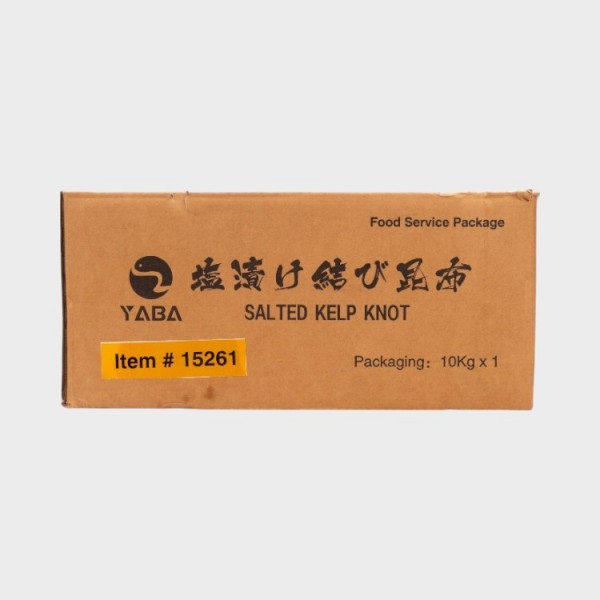 Food Service Package
塩漬け結び昆布
YABA
SALTED KELP KNOT
Item # 15261
Packaging: 10Kg x 1